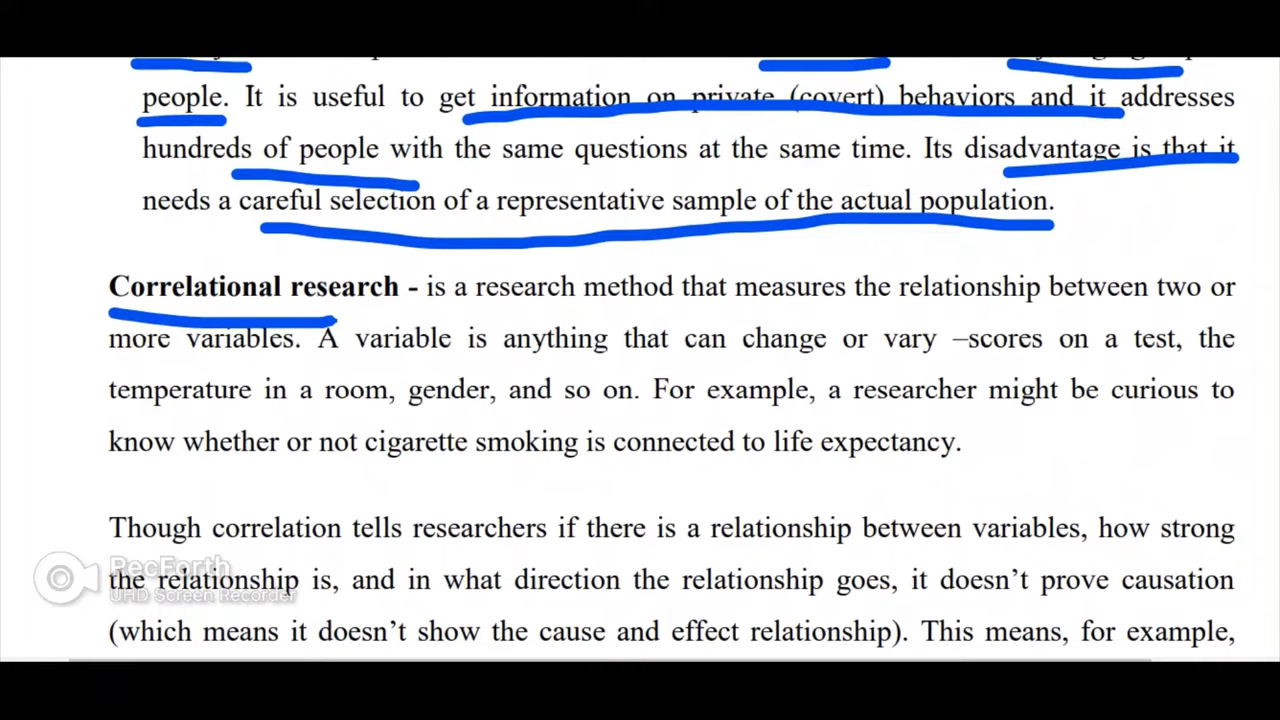 people. It is useful to get information on private (covert) behaviors and it addresses
hundreds of people with the same questions at the same time. Its disadvantage is that it
needs a careful selection of a representative sample of the actual population.
Correlational research - is a research method that measures the relationship between two or
more variables. A variable is anything that can change or vary –scores on a test, the
temperature in a room, gender, and so on. For example, a researcher might be curious to
know whether or not cigarette smoking is connected to life expectancy.
Though correlation tells researchers if there is a relationship between variables, how strong
RecForth
the relationship is, and in what direction the relationship goes, it doesn’t prove causation
UHD Screen Recorder
(which means it doesn’t show the cause and effect relationship). This means, for example,